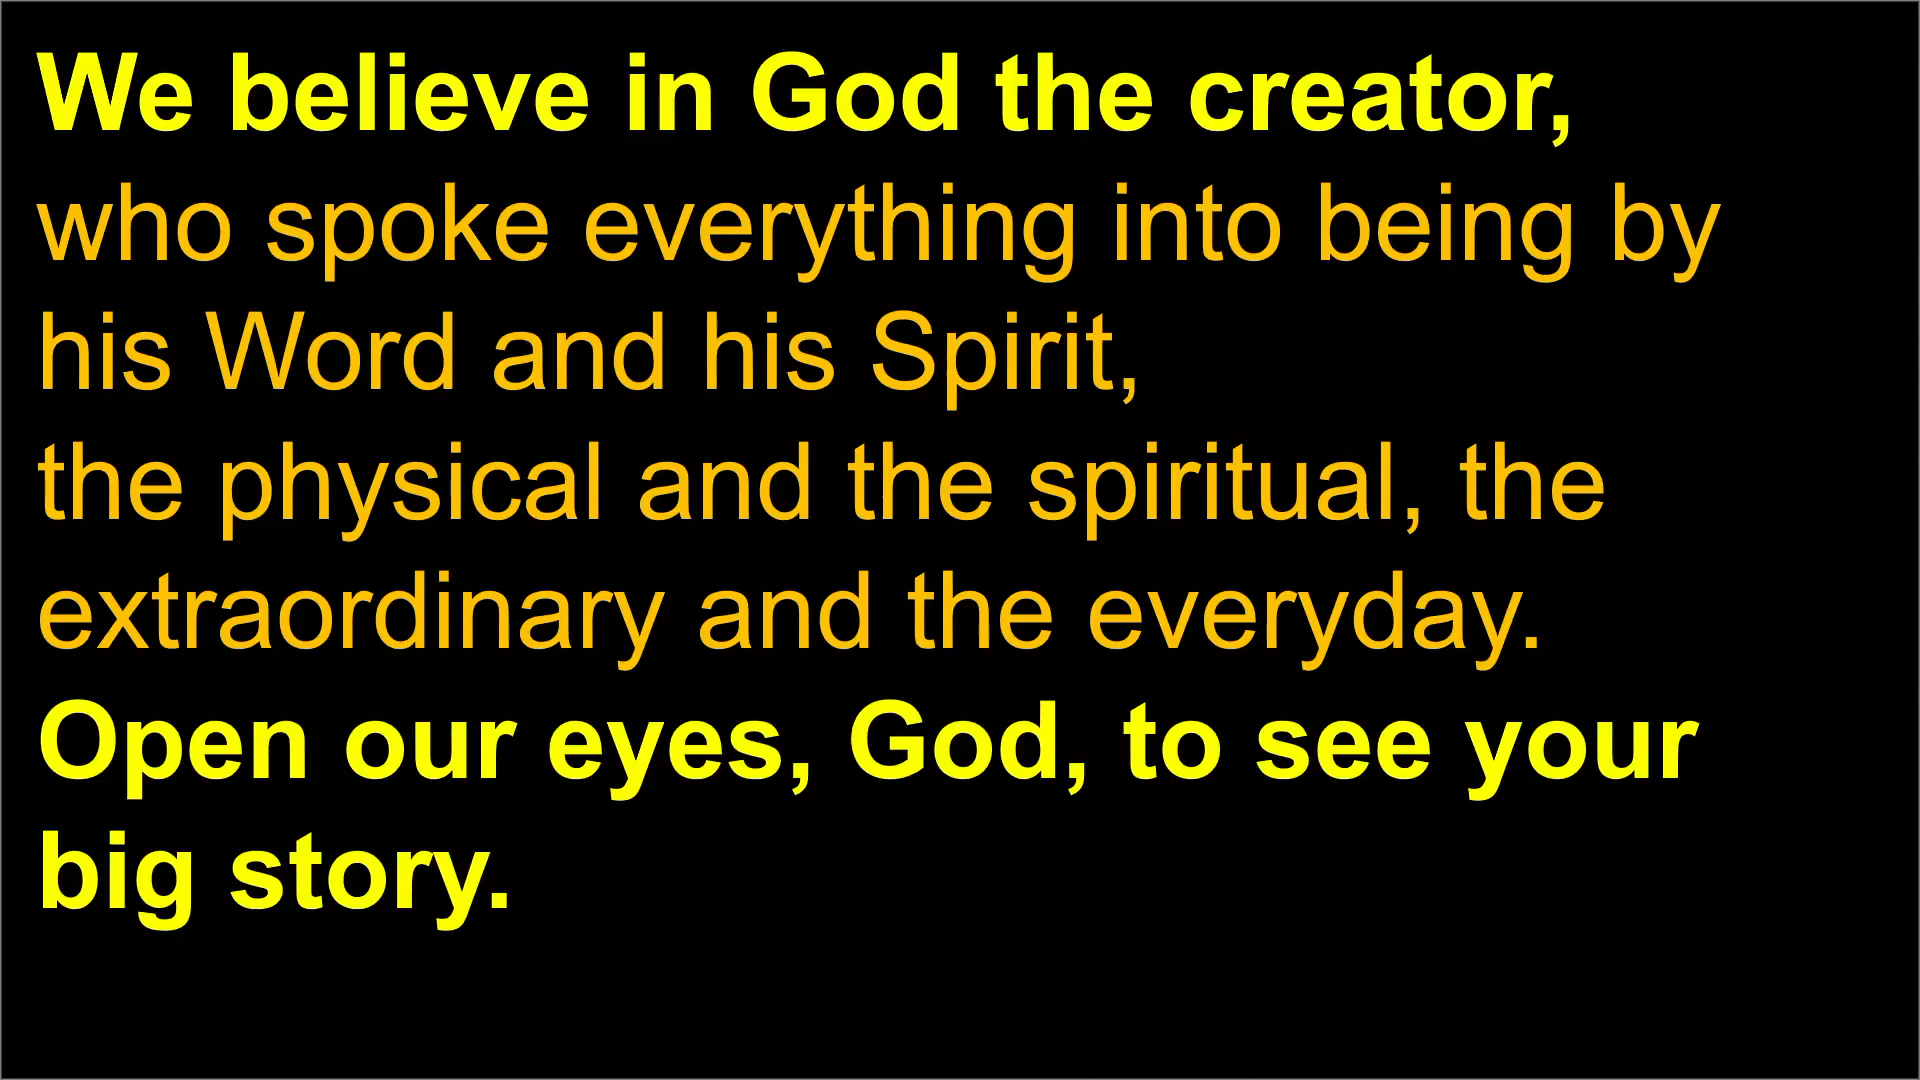 We believe in God the creator,
who spoke everything into being by
his Word and his Spirit,
the physical and the spiritual, the
extraordinary and the everyday.
Open our eyes, God, to see your
big story.